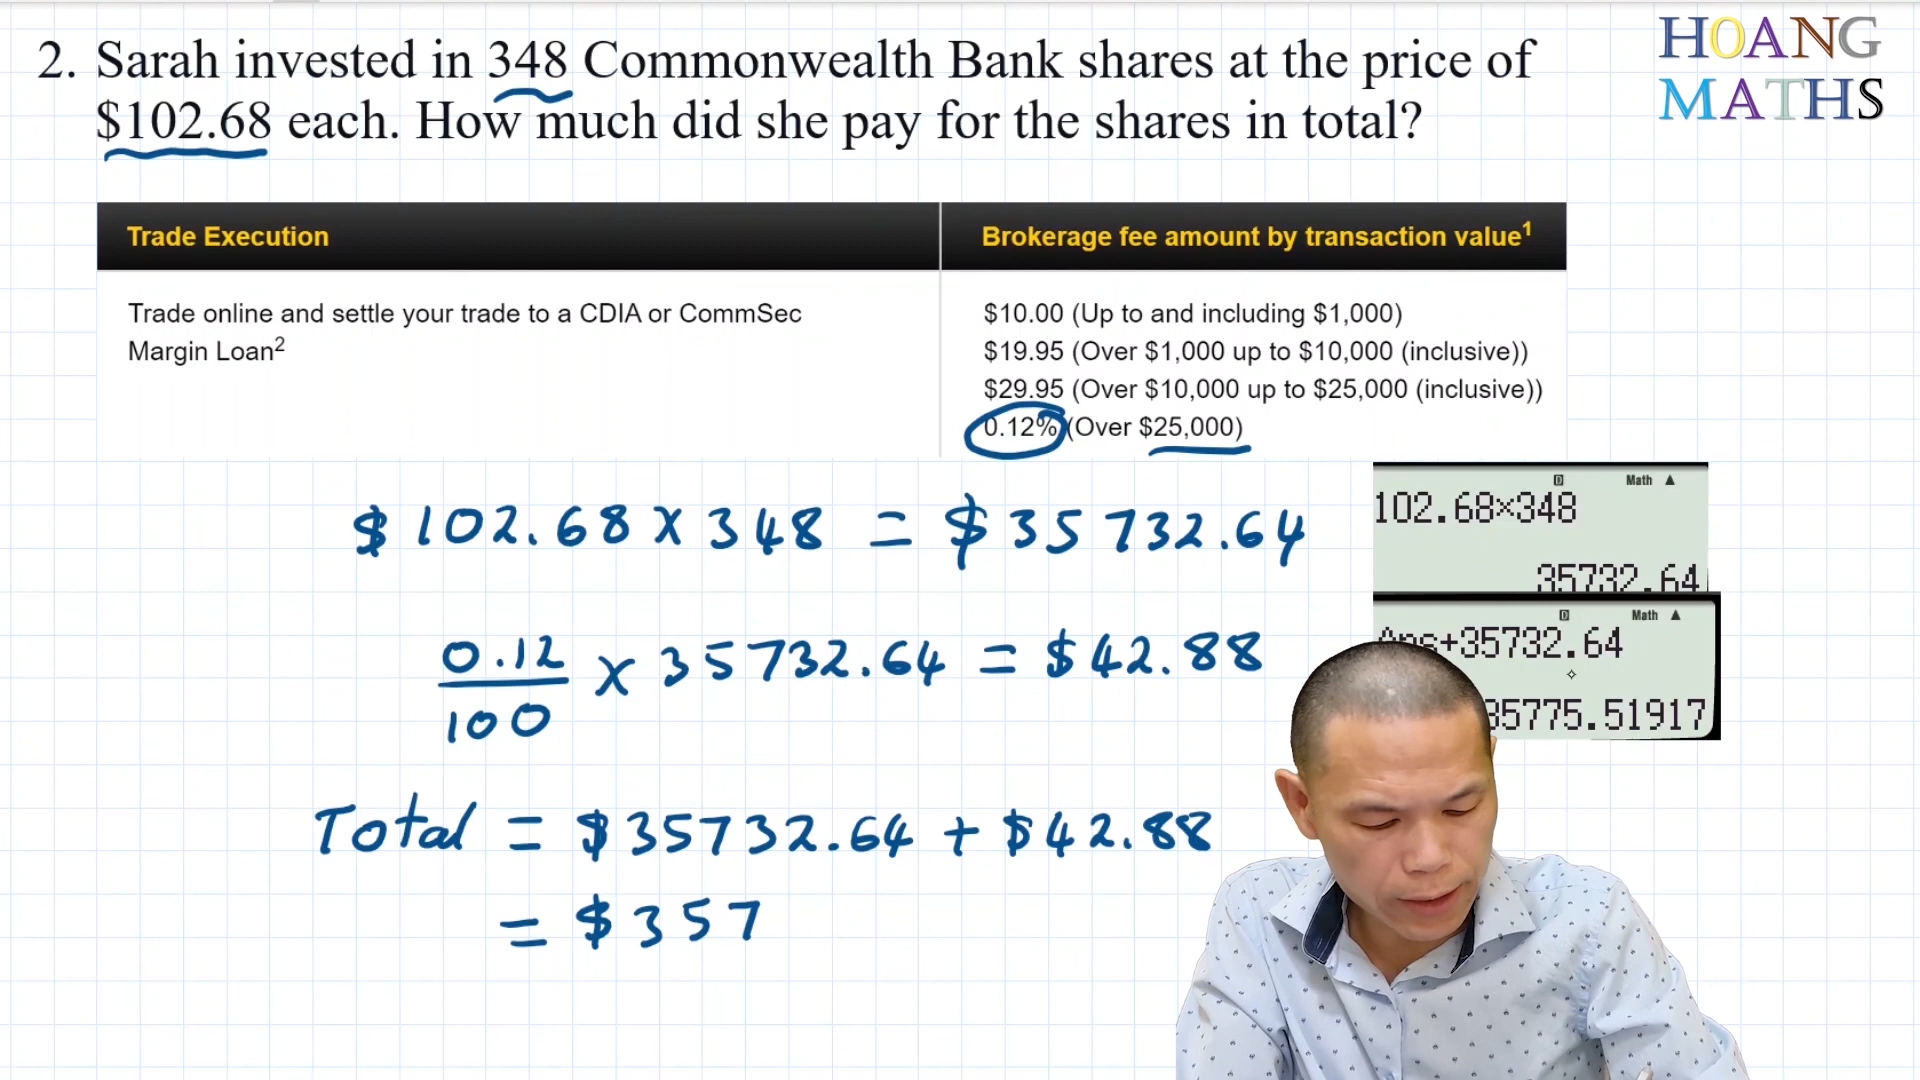 2. Sarah invested in 348 Commonwealth Bank shares at the price of
$102.68 each. How much did she pay for the shares in total?
HOANG
MATHS
Trade Execution
Brokerage fee amount by transaction value¹
Trade online and settle your trade to a CDIA or CommSec
Margin Loan²
$10.00 (Up to and including $1,000)
$19.95 (Over $1,000 up to $10,000 (inclusive))
$29.95 (Over $10,000 up to $25,000 (inclusive))
0.12% (Over $25,000)
$102.68 × 348 = $35732.64
D Math ▲
102.68×348
35732.64
0.12
100
× 35732.64 = $42.88
D Math ▲
Ans+35732.64
35775.51917
Total = $35732.64 + $42.88
= $357